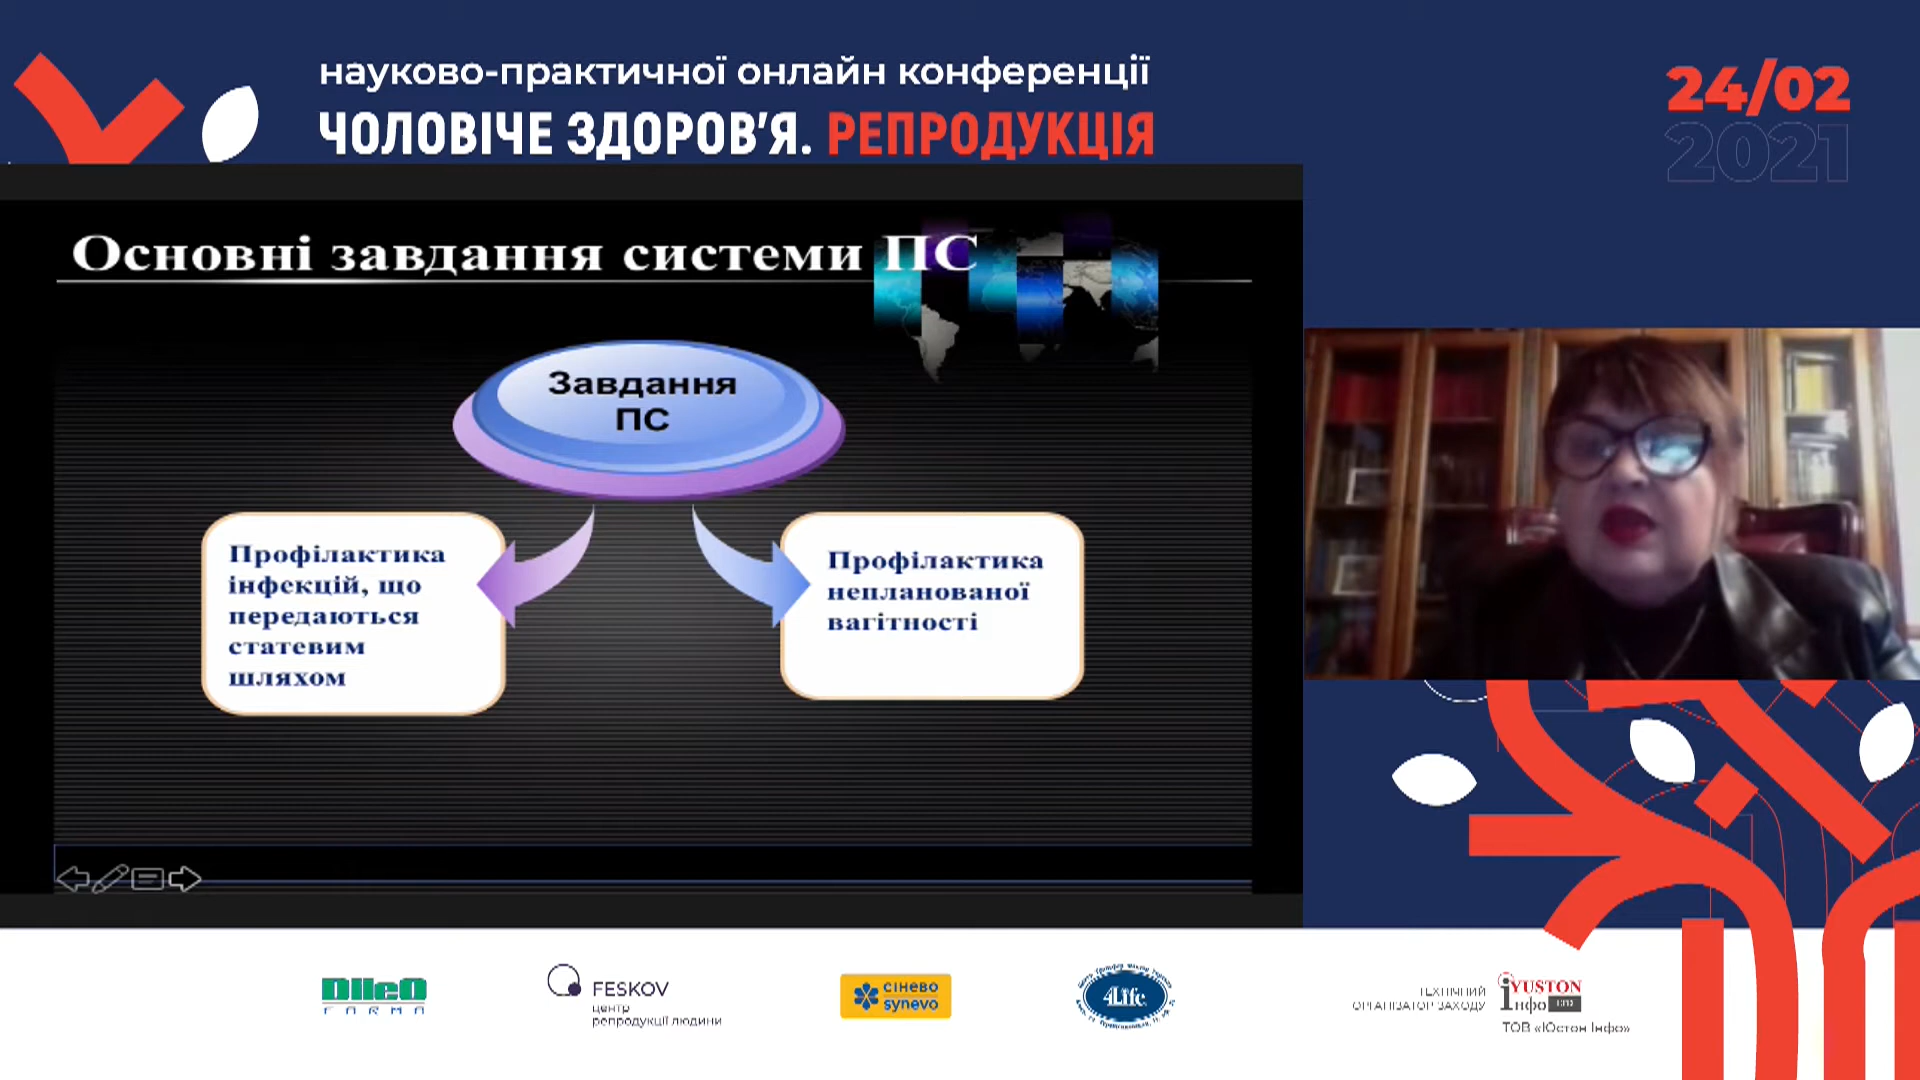 науково-практичної онлайн конференції
ЧОЛОВІЧЕ ЗДОРОВ'Я. РЕПРОДУКЦІЯ
24/02
2021
Основні завдання системи ПС
Завдання
ПС
Профілактика
інфекцій, що
передаються
статевим
шляхом
Профілактика
непланованої
вагітності
FARMA
FESKOV
центр
репродукції людини
сінево
synevo
4Life
ТЕХНІЧНИЙ
ОРГАНІЗАТОР ЗАХОДУ
YUSTON
Інфо
ТОВ «Юстон Інфо»